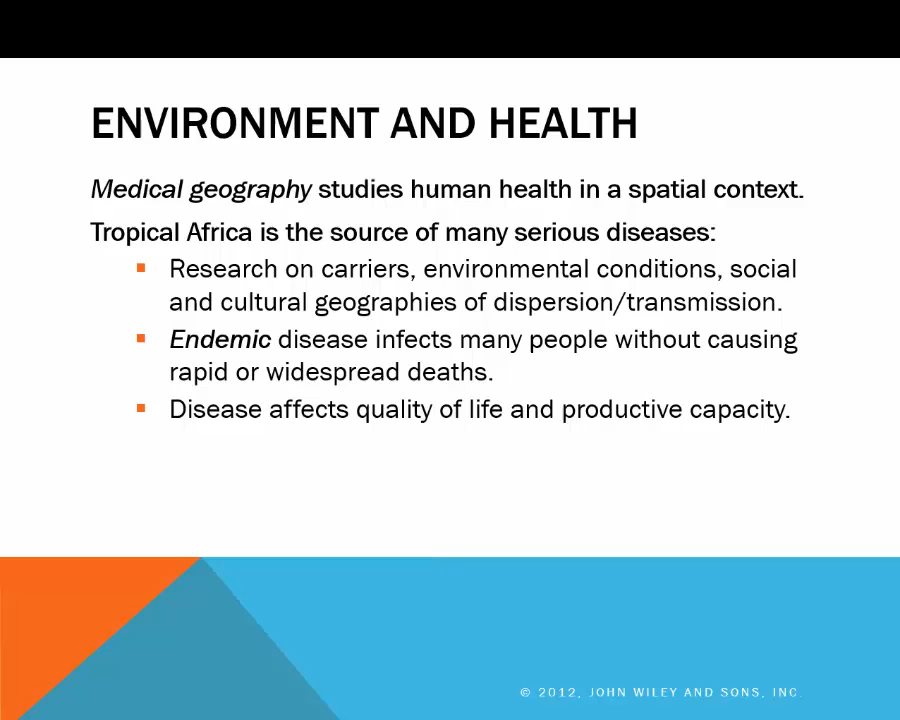 ENVIRONMENT AND HEALTH
Medical geography studies human health in a spatial context.
Tropical Africa is the source of many serious diseases:
Research on carriers, environmental conditions, social
and cultural geographies of dispersion/transmission.
Endemic disease infects many people without causing
rapid or widespread deaths.
Disease affects quality of life and productive capacity.
© 2012, JOHN WILEY AND SONS, INC.